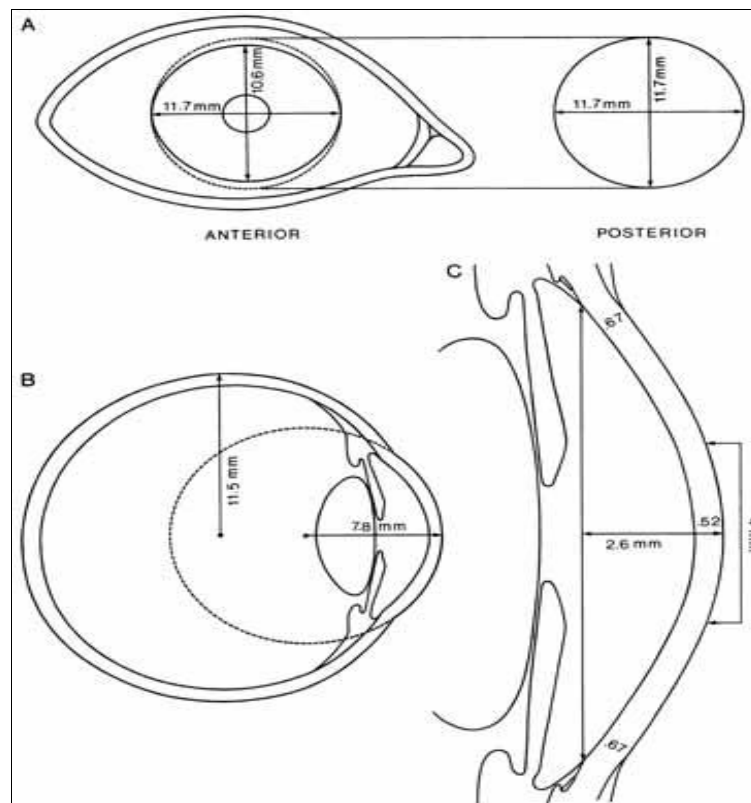 A
10.6 mm
11.7 mm
11.7 mm
11.7 mm
ANTERIOR
POSTERIOR
C
.67
B
11.5 mm
7.8 mm
.52
2.6 mm
.67